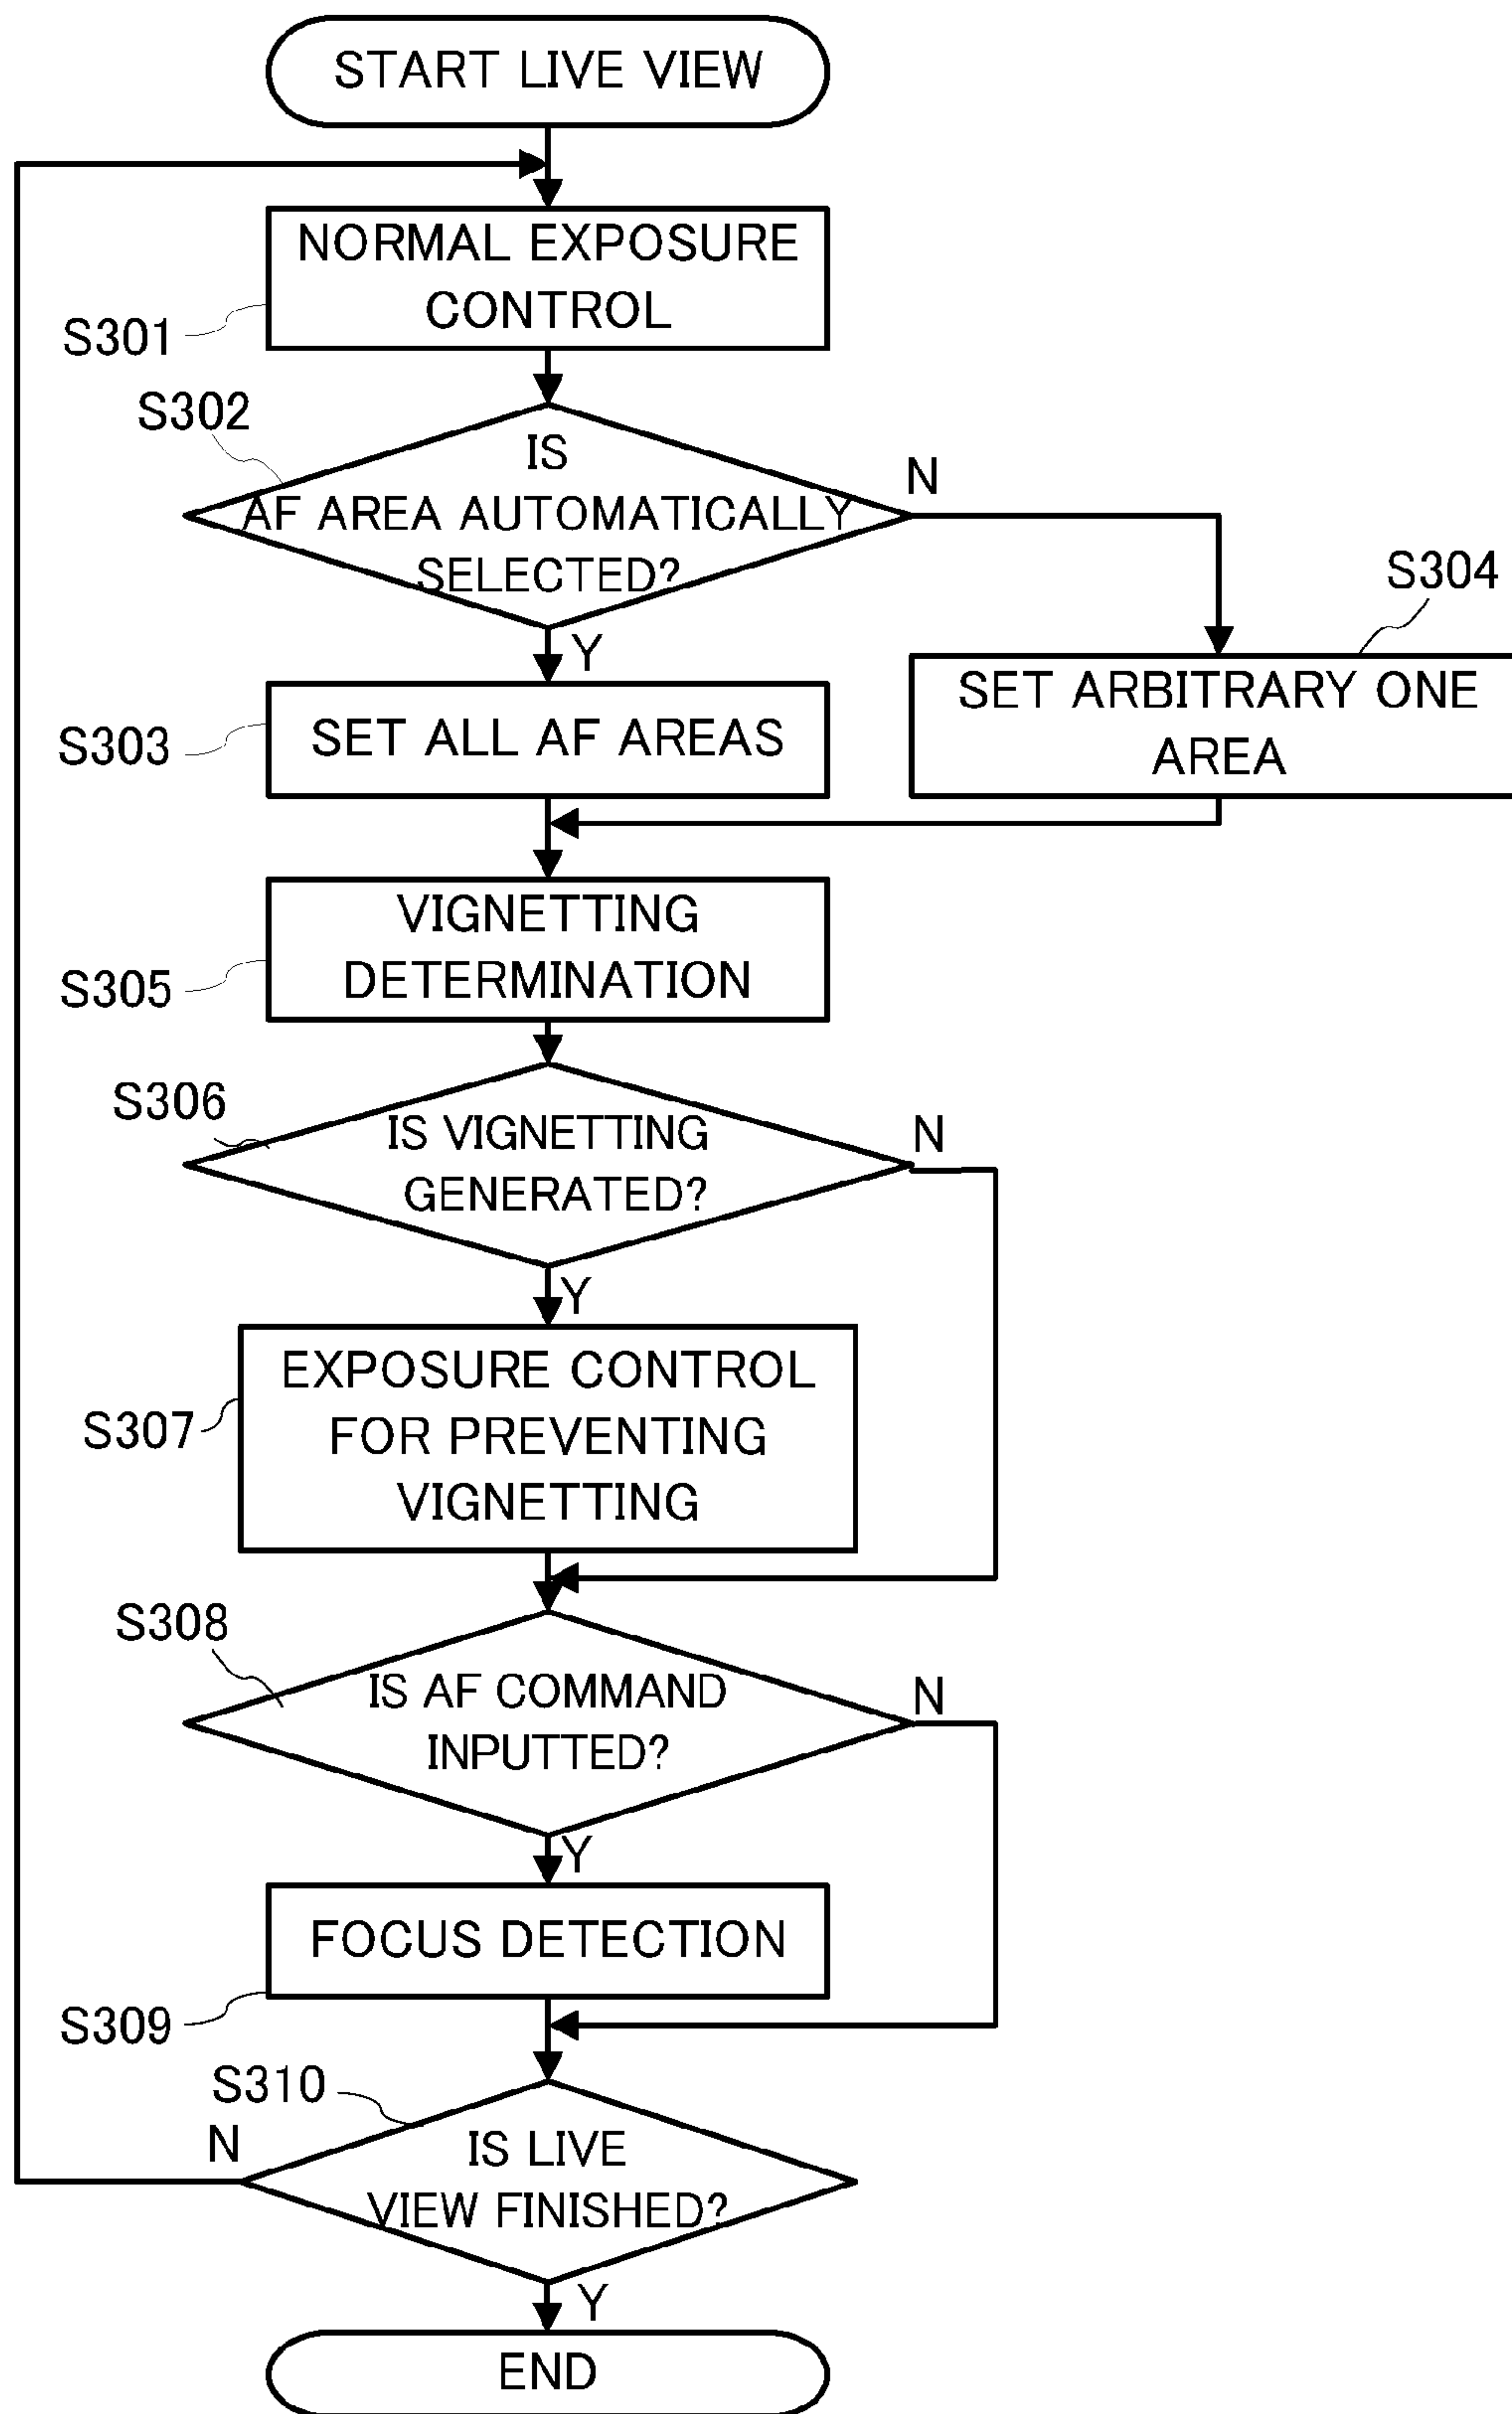 START LIVE VIEW
NORMAL EXPOSURE
CONTROL
S301
S302
IS
AF AREA AUTOMATICALLY
SELECTED?
N
Y
S304
SET ARBITRARY ONE
AREA
S303
SET ALL AF AREAS
VIGNETTING
DETERMINATION
S305
S306
IS VIGNETTING
GENERATED?
N
Y
EXPOSURE CONTROL
FOR PREVENTING
VIGNETTING
S307
S308
IS AF COMMAND
INPUTTED?
N
Y
FOCUS DETECTION
S309
S310
N
IS LIVE
VIEW FINISHED?
Y
END